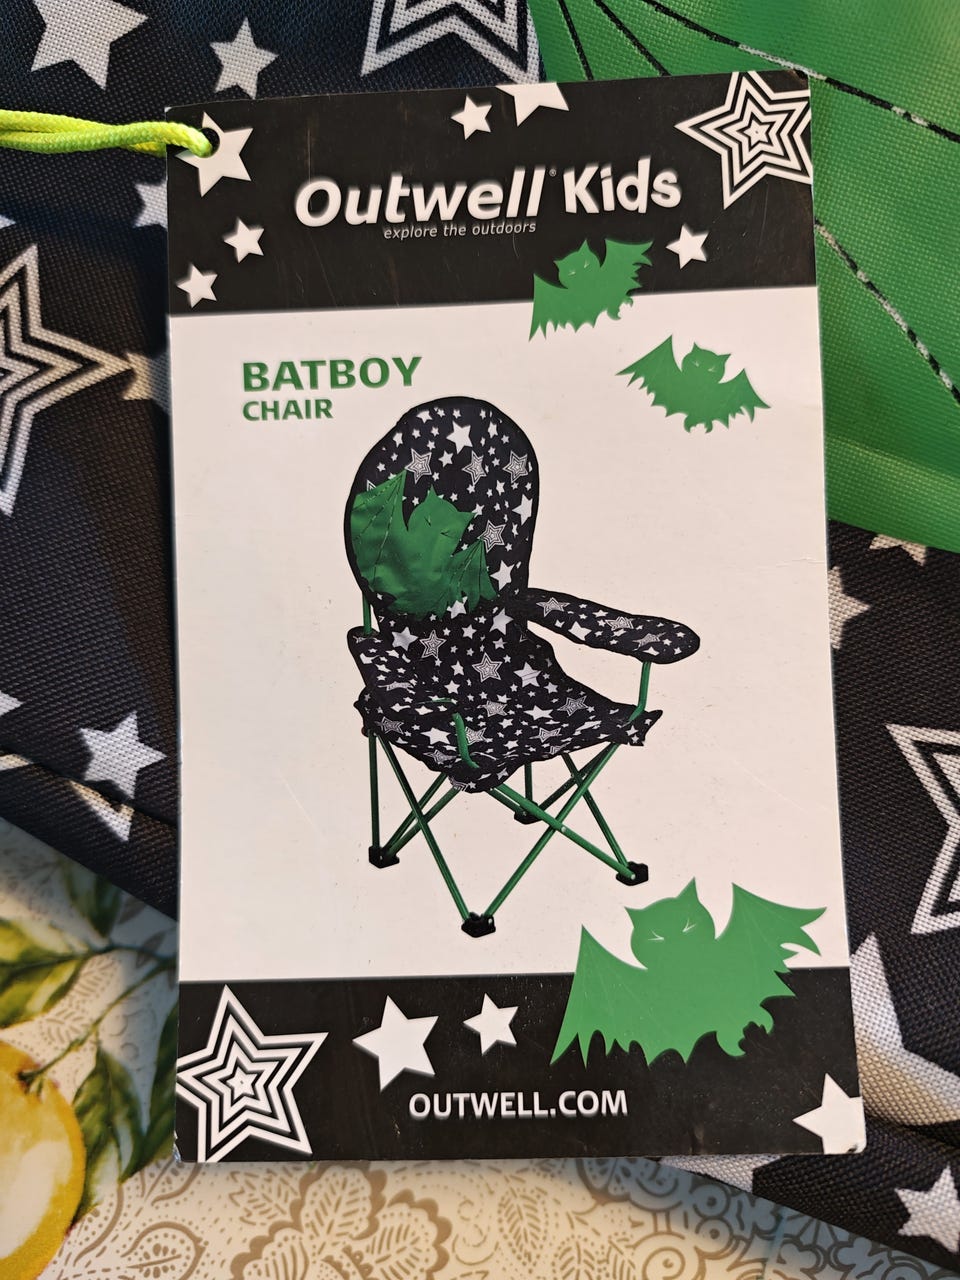 Outwell® Kids
explore the outdoors
BATBOY
CHAIR
OUTWELL.COM